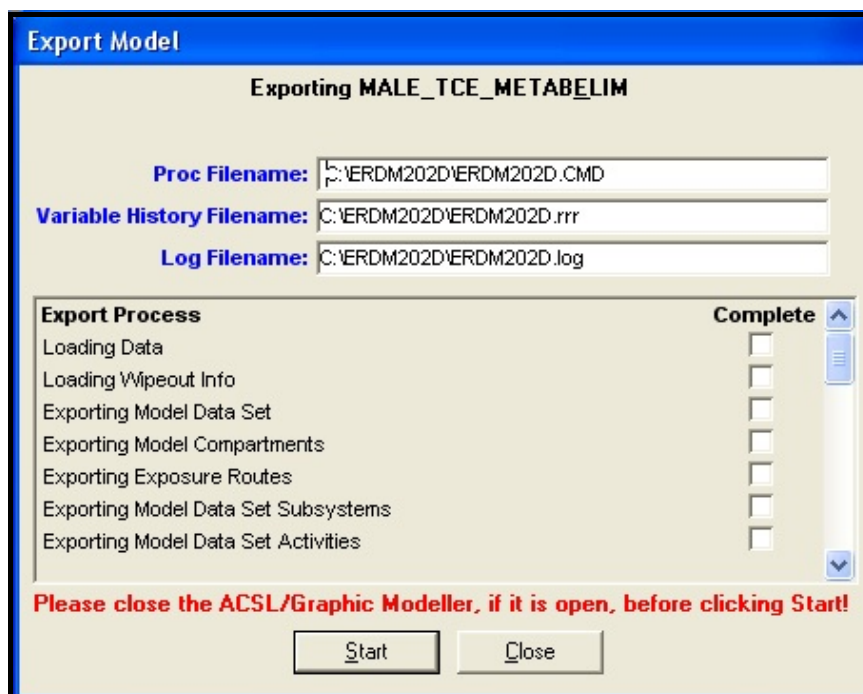 Export Model
Exporting MALE_TCE_METABELIM
Proc Filename: C:\ERDM202D\ERDM202D.CMD
Variable History Filename: C:\ERDM202D\ERDM202D.rrr
Log Filename: C:\ERDM202D\ERDM202D.log
Export Process Complete
Loading Data
Loading Wipeout Info
Exporting Model Data Set
Exporting Model Compartments
Exporting Exposure Routes
Exporting Model Data Set Subsystems
Exporting Model Data Set Activities
Please close the ACSL/Graphic Modeller, if it is open, before clicking Start!
Start Close